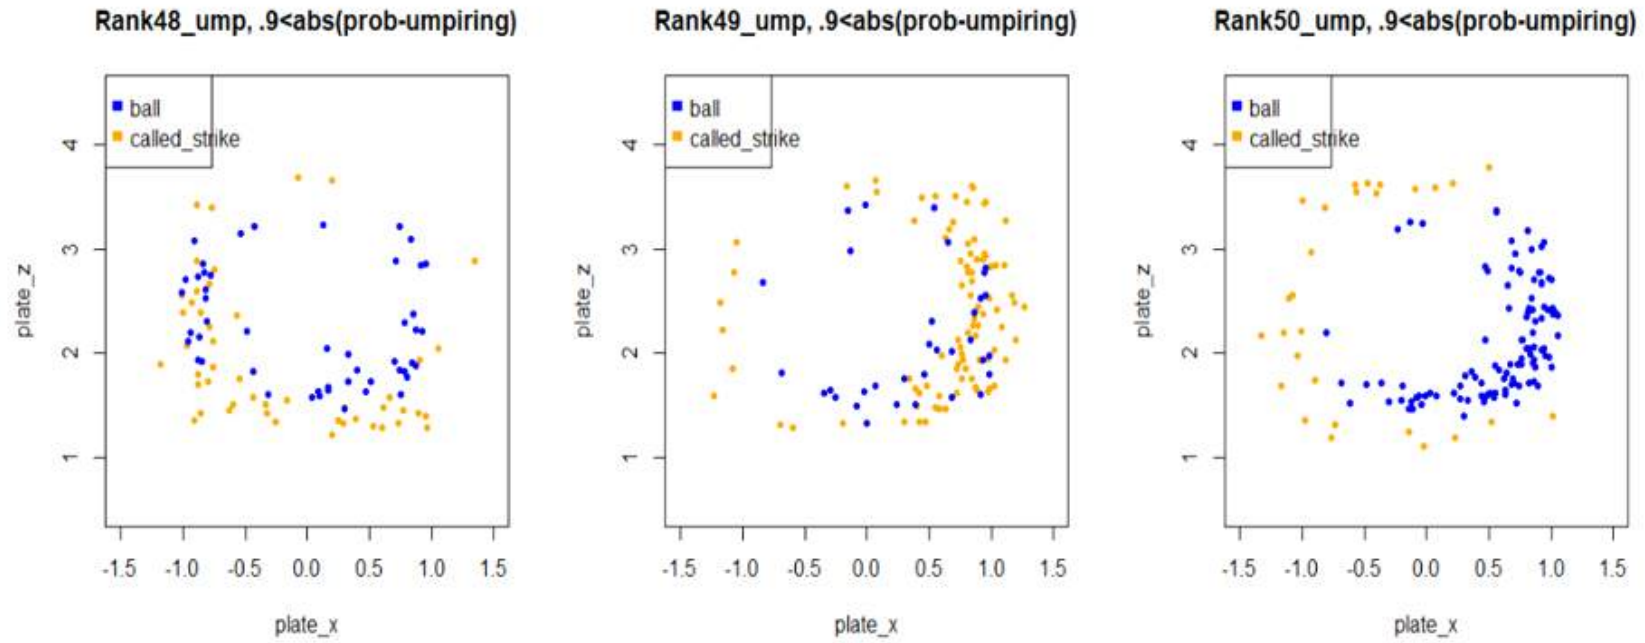 Rank48_ump, .9<abs(prob-umpiring)
ball
called_strike
plate_z
4
3
2
1
-1.5 -1.0 -0.5 0.0 0.5 1.0 1.5
plate_x
Rank49_ump, .9<abs(prob-umpiring)
ball
called_strike
plate_z
4
3
2
1
-1.5 -1.0 -0.5 0.0 0.5 1.0 1.5
plate_x
Rank50_ump, .9<abs(prob-umpiring)
ball
called_strike
plate_z
4
3
2
1
-1.5 -1.0 -0.5 0.0 0.5 1.0 1.5
plate_x